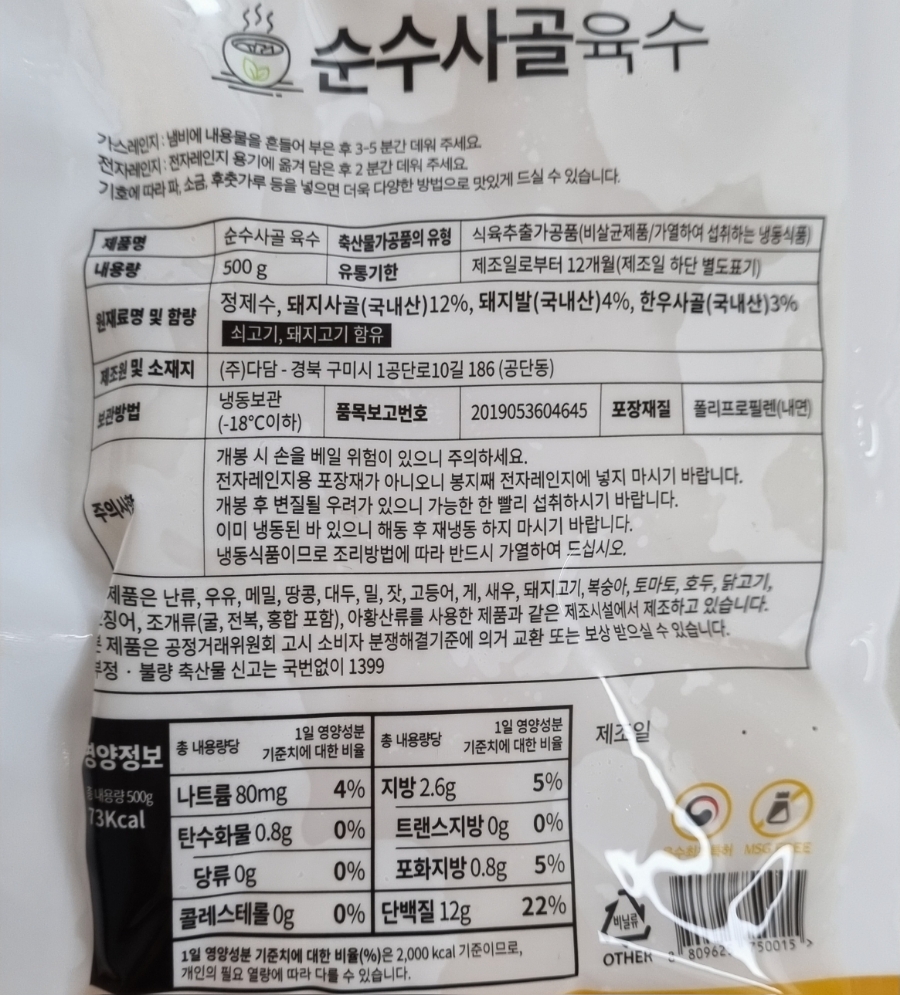 순수사골육수
가스레인지 : 냄비에 내용물을 흔들어 부은 후 3-5 분간 데워 주세요.
전자레인지 : 전자레인지 용기에 옮겨 담은 후 2 분간 데워 주세요.
기호에 따라 파, 소금, 후춧가루 등을 넣으면 더욱 다양한 방법으로 맛있게 드실 수 있습니다.
제품명 순수사골 육수 축산물가공품의 유형 식육추출가공품(비살균제품/가열하여 섭취하는 냉동식품)
내용량 500 g 유통기한 제조일로부터 12개월(제조일 하단 별도표기)
원재료명 및 함량 정제수, 돼지사골(국내산)12%, 돼지발(국내산)4%, 한우사골(국내산)3%
쇠고기, 돼지고기 함유
제조원 및 소재지 (주)다담 - 경북 구미시 1공단로10길 186 (공단동)
보관방법 냉동보관 (-18℃이하) 품목보고번호 2019053604645 포장재질 폴리프로필렌(내면)
주의사항
개봉 시 손을 베일 위험이 있으니 주의하세요.
전자레인지용 포장재가 아니오니 봉지째 전자레인지에 넣지 마시기 바랍니다.
개봉 후 변질될 우려가 있으니 가능한 한 빨리 섭취하시기 바랍니다.
이미 냉동된 바 있으니 해동 후 재냉동 하지 마시기 바랍니다.
냉동식품이므로 조리방법에 따라 반드시 가열하여 드십시오.
제품은 난류, 우유, 메밀, 땅콩, 대두, 밀, 잣, 고등어, 게, 새우, 돼지고기, 복숭아, 토마토, 호두, 닭고기,
징어, 조개류(굴, 전복, 홍합 포함), 아황산류를 사용한 제품과 같은 제조시설에서 제조하고 있습니다.
제품은 공정거래위원회 고시 소비자 분쟁해결기준에 의거 교환 또는 보상 받으실 수 있습니다.
부정 · 불량 축산물 신고는 국번없이 1399
영양정보
총 내용량 500g
73Kcal
총 내용량당 1일 영양성분 기준치에 대한 비율 총 내용량당 1일 영양성분 기준치에 대한 비율
나트륨 80mg 4% 지방 2.6g 5%
탄수화물 0.8g 0% 트랜스지방 0g 0%
당류 0g 0% 포화지방 0.8g 5%
콜레스테롤 0g 0% 단백질 12g 22%
1일 영양성분 기준치에 대한 비율(%)은 2,000 kcal 기준이므로,
개인의 필요 열량에 따라 다를 수 있습니다.
제조일
MSG FREE
비닐류
OTHER